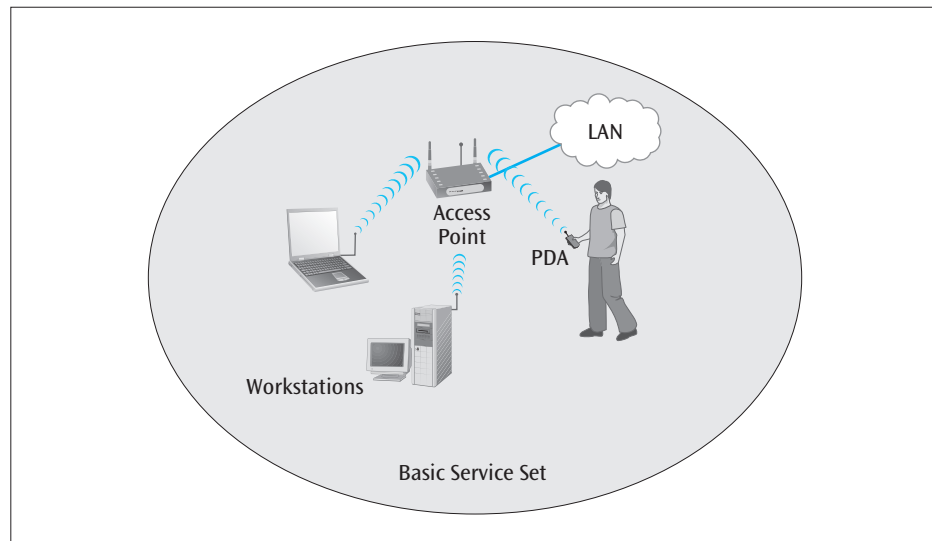 LAN
Access
Point
PDA
Workstations
Basic Service Set